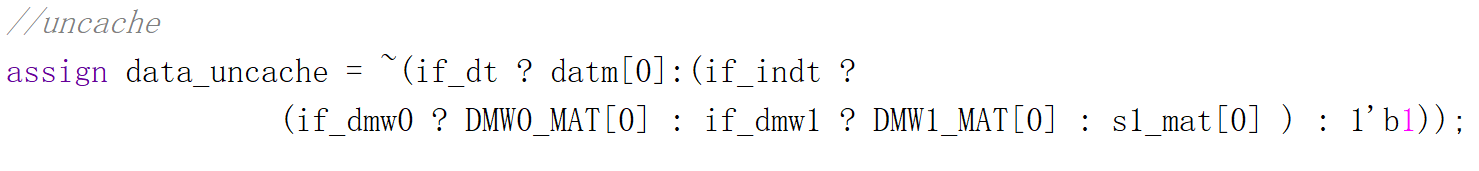 //uncache
assign data_uncache = ~(if_dt ? datm[0]:(if_indt ?
(if_dmw0 ? DMW0_MAT[0] : if_dmw1 ? DMW1_MAT[0] : s1_mat[0] ) : 1'b1));